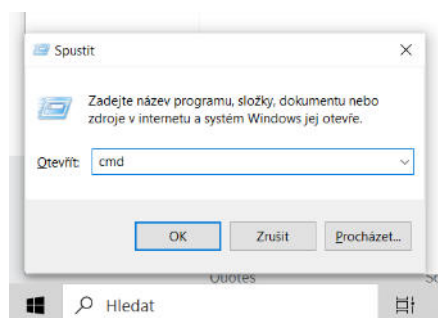 Spustit
Zadejte název programu, složky, dokumentu nebo
zdroje v internetu a systém Windows jej otevře.
Otevřít: cmd
OK Zrušit Procházet...
Quotes
Hledat